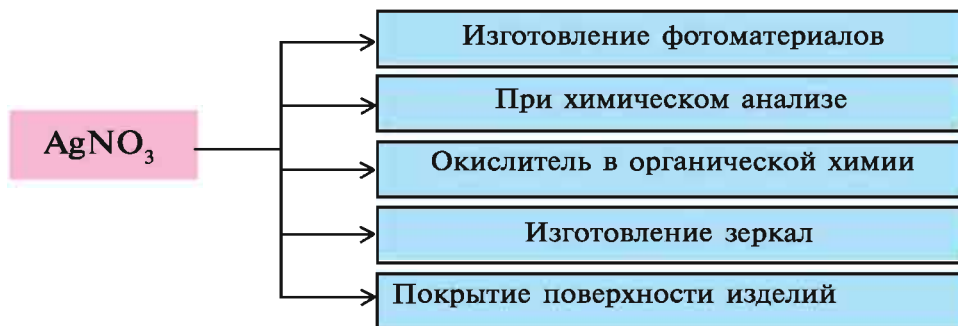 AgNO₃
Изготовление фотоматериалов
При химическом анализе
Окислитель в органической химии
Изготовление зеркал
Покрытие поверхности изделий